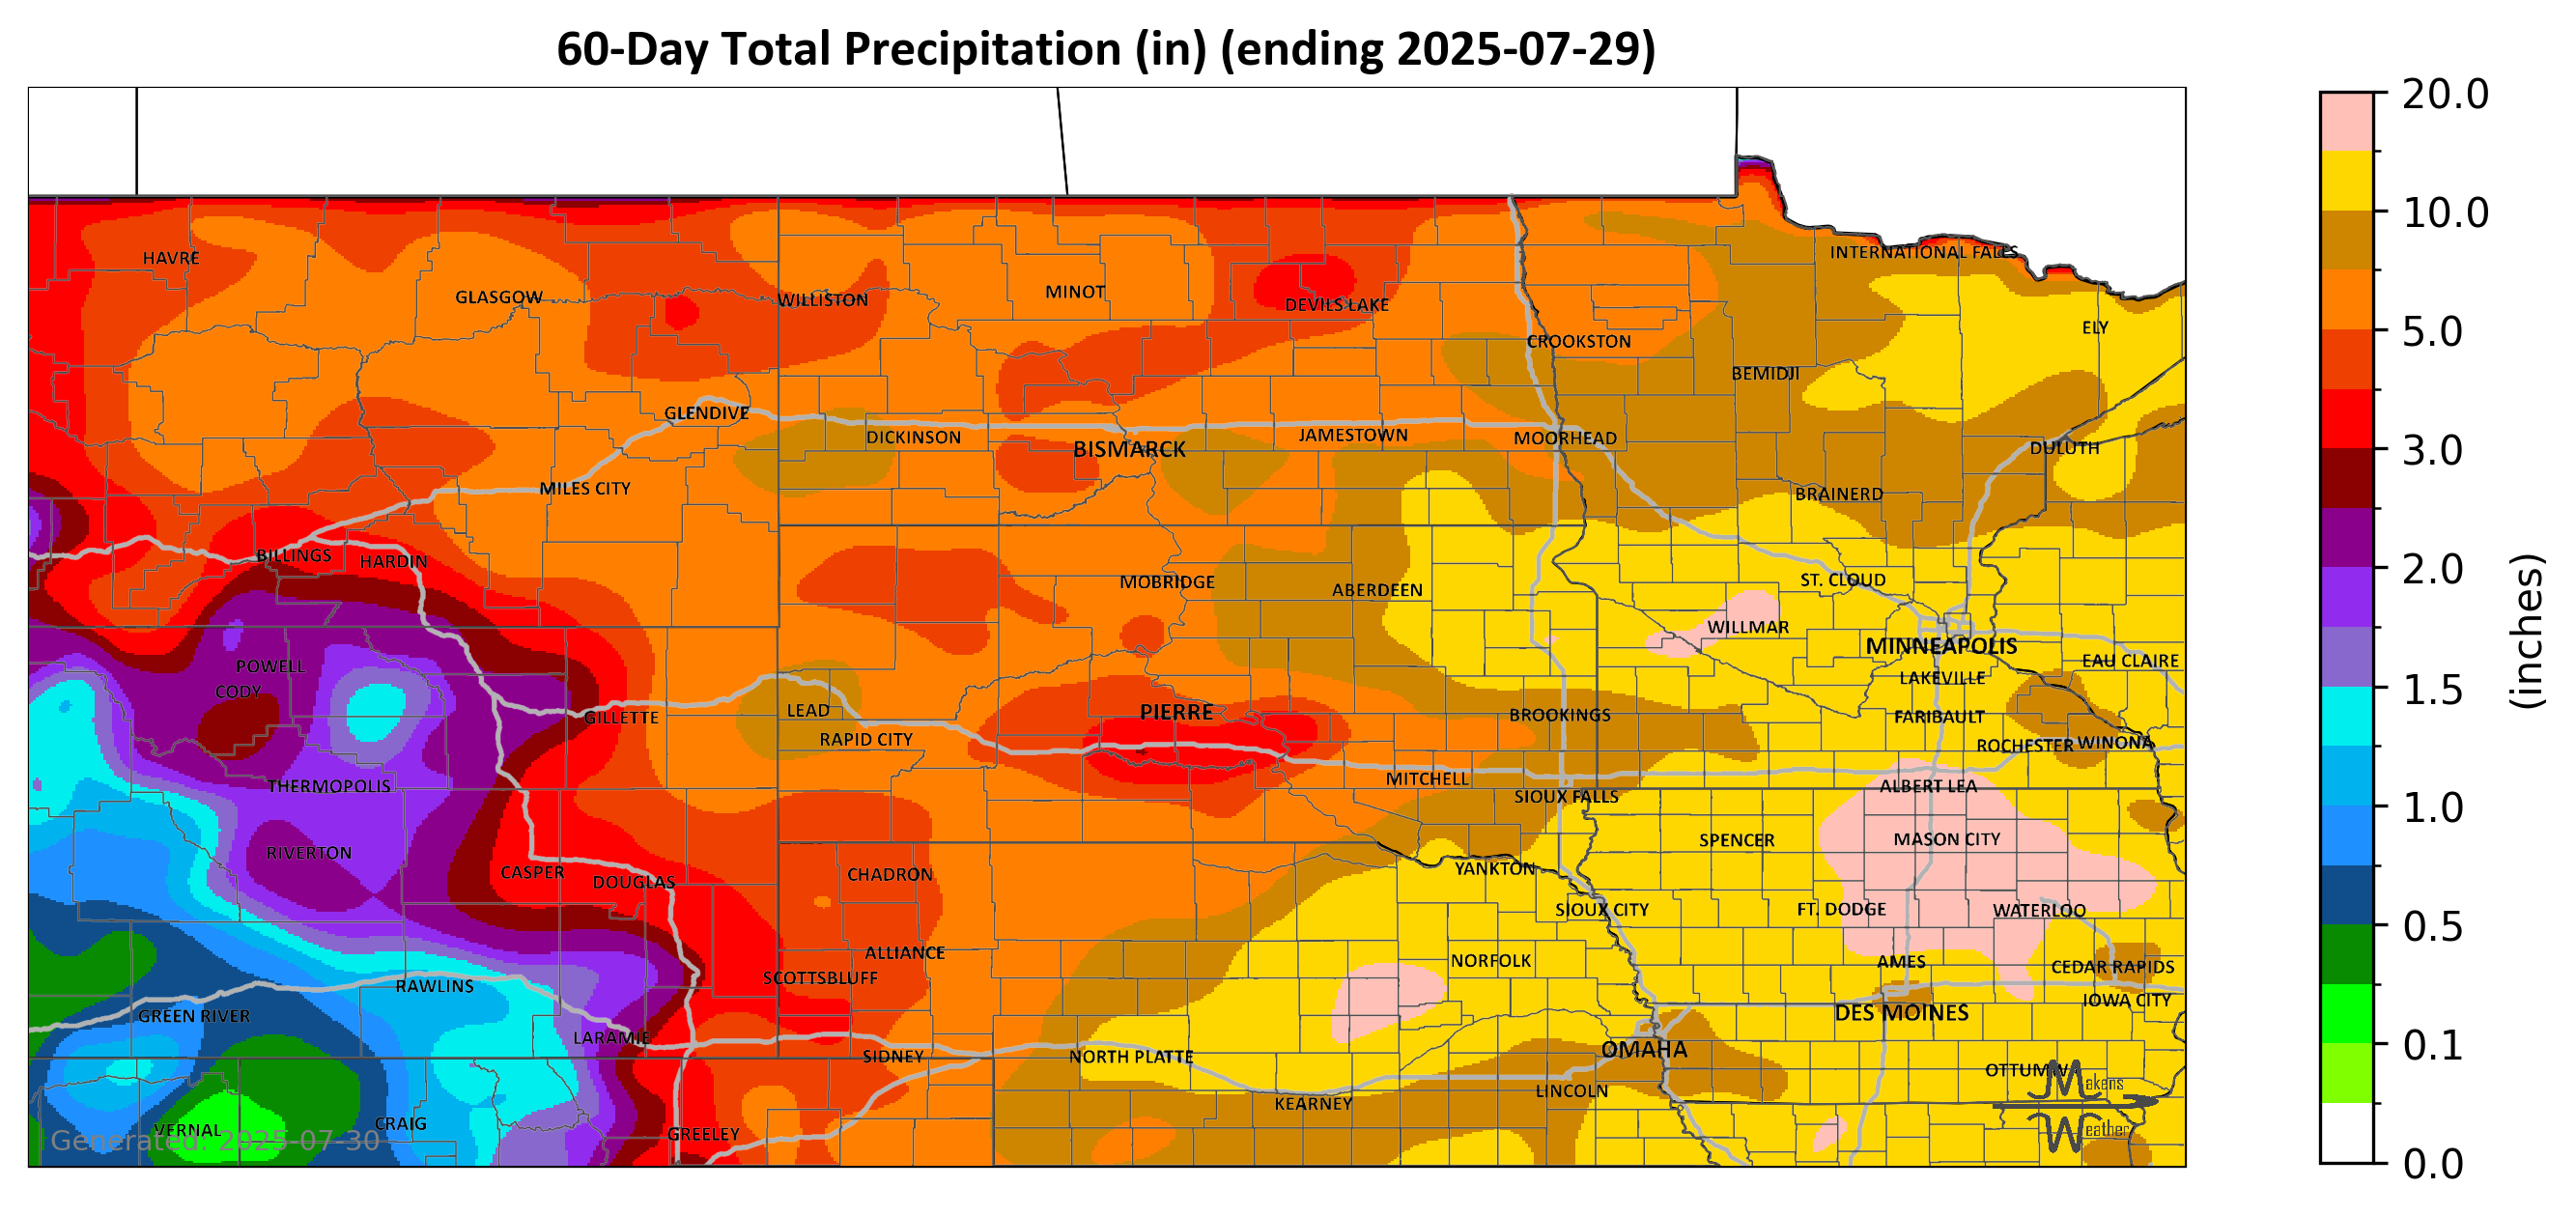 60-Day Total Precipitation (in) (ending 2025-07-29)
20.0
10.0
5.0
3.0
2.0
1.5
1.0
0.5
0.1
0.0
(inches)
INTERNATIONAL FALLS
HAVRE
GLASGOW
WILLISTON
MINOT
DEVILS LAKE
ELY
CROOKSTON
BEMIDJI
GLENDIVE
DICKINSON
BISMARCK
JAMESTOWN
MOORHEAD
DULUTH
MILES CITY
BRAINERD
BILLINGS
HARDIN
MOBRIDGE
ABERDEEN
ST. CLOUD
WILLMAR
MINNEAPOLIS
EAU CLAIRE
POWELL
CODY
LAKEVILLE
GILLETTE
LEAD
PIERRE
BROOKINGS
FARIBAULT
RAPID CITY
ROCHESTER
WINONA
THERMOPOLIS
MITCHELL
ALBERT LEA
SIOUX FALLS
RIVERTON
SPENCER
MASON CITY
CASPER
DOUGLAS
CHADRON
YANKTON
SIOUX CITY
FT. DODGE
WATERLOO
ALLIANCE
NORFOLK
AMES
CEDAR RAPIDS
SCOTTSBLUFF
RAWLINS
IOWA CITY
GREEN RIVER
DES MOINES
LARAMIE
SIDNEY
NORTH PLATTE
OMAHA
OTTUMWA
LINCOLN
KEARNEY
CRAIG
VERNAL
GREELEY
Generated: 2025-07-30
Makens
Weather